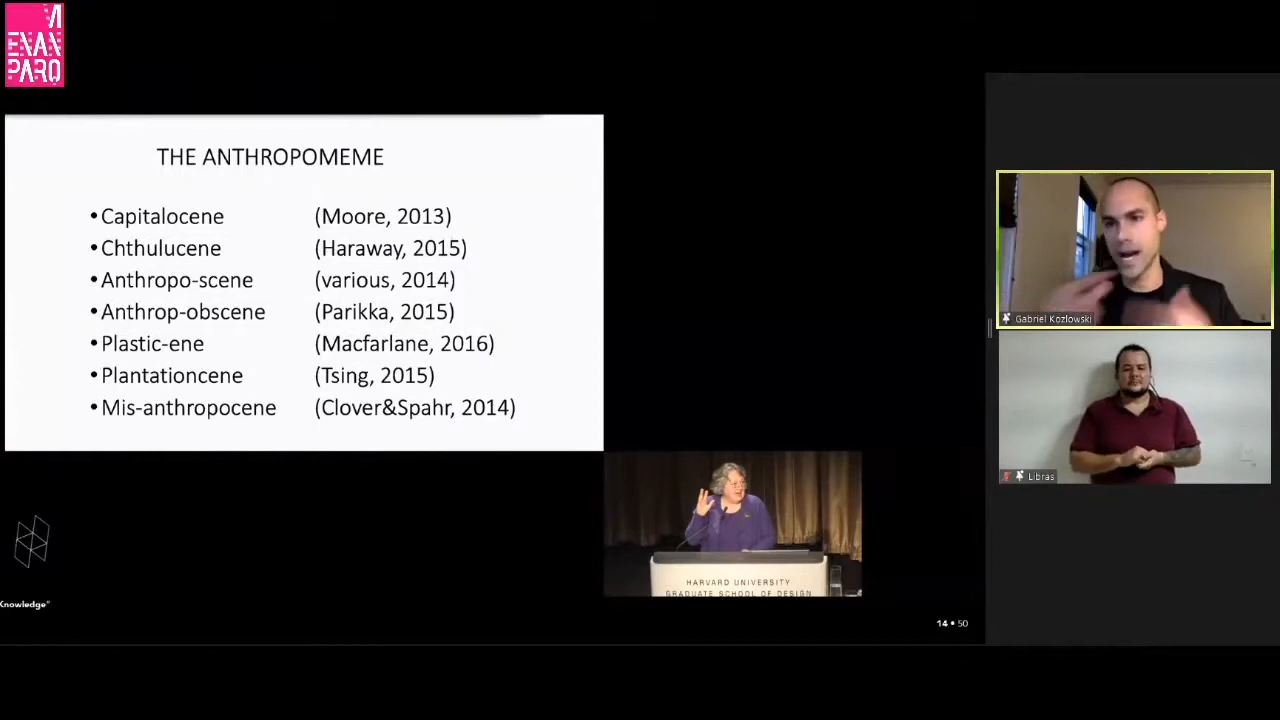 VI
ENAN
PARQ
THE ANTHROPOMEME
• Capitalocene (Moore, 2013)
• Chthulucene (Haraway, 2015)
• Anthropo-scene (various, 2014)
• Anthrop-obscene (Parikka, 2015)
• Plastic-ene (Macfarlane, 2016)
• Plantationcene (Tsing, 2015)
• Mis-anthropocene (Clover&Spahr, 2014)
Gabriel Kozlowski
Libras
HARVARD UNIVERSITY
GRADUATE SCHOOL OF DESIGN
Knowledge"
14 • 50